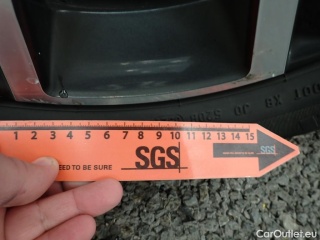 1 2 3 4 5 6 7 8 9 10 11 12 13 14 15
EED TO BE SURE SGS
SGS
CarOutlet.eu